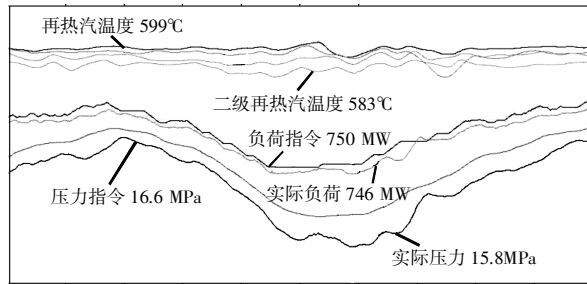 再热汽温度 599℃
二级再热汽温度 583℃
负荷指令 750 MW
压力指令 16.6 MPa
实际负荷 746 MW
实际压力 15.8MPa